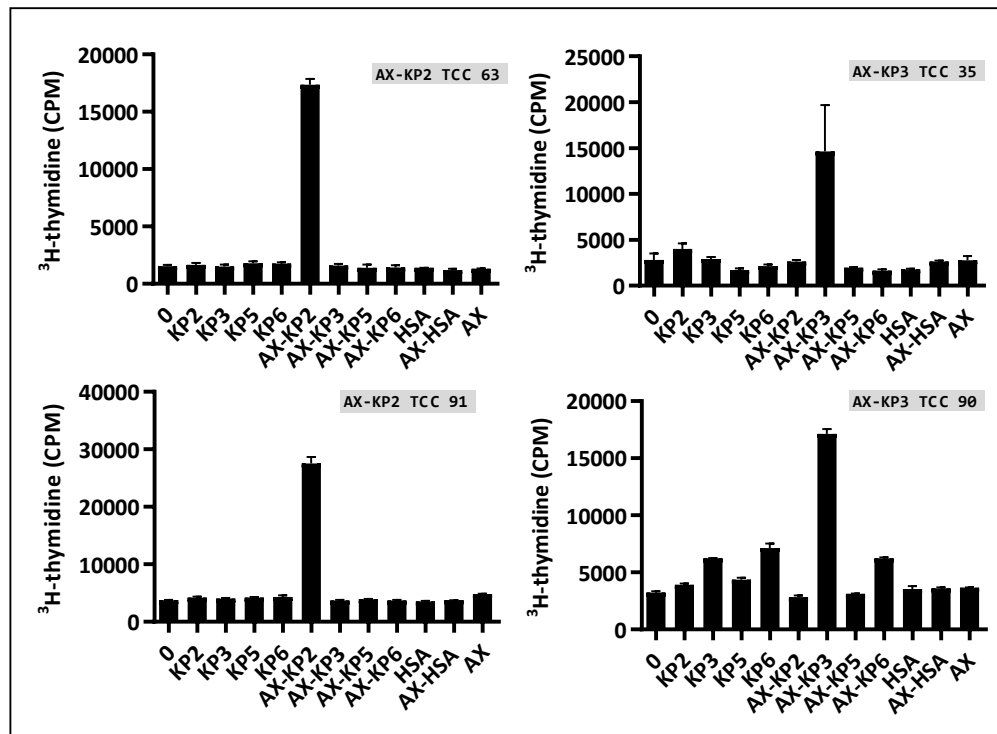 AX-KP2 TCC 63
³H-thymidine (CPM)
20000
15000
10000
5000
0
0 KP2 KP3 KP5 KP6 AX-KP2 AX-KP3 AX-KP5 AX-KP6 HSA AX-HSA AX
AX-KP3 TCC 35
³H-thymidine (CPM)
25000
20000
15000
10000
5000
0
0 KP2 KP3 KP5 KP6 AX-KP2 AX-KP3 AX-KP5 AX-KP6 HSA AX-HSA AX
AX-KP2 TCC 91
³H-thymidine (CPM)
40000
30000
20000
10000
0
0 KP2 KP3 KP5 KP6 AX-KP2 AX-KP3 AX-KP5 AX-KP6 HSA AX-HSA AX
AX-KP3 TCC 90
³H-thymidine (CPM)
20000
15000
10000
5000
0
0 KP2 KP3 KP5 KP6 AX-KP2 AX-KP3 AX-KP5 AX-KP6 HSA AX-HSA AX